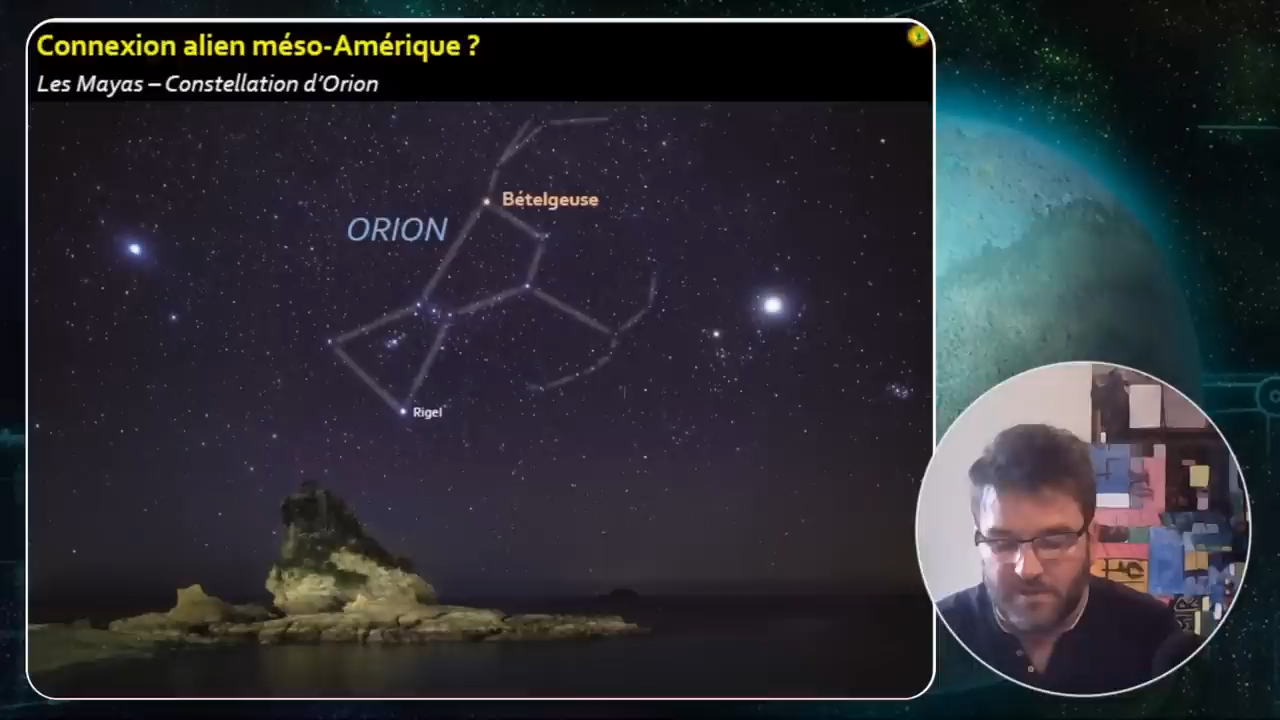 Connexion alien méso-Amérique ?
Les Mayas – Constellation d'Orion
Bételgeuse
ORION
Rigel